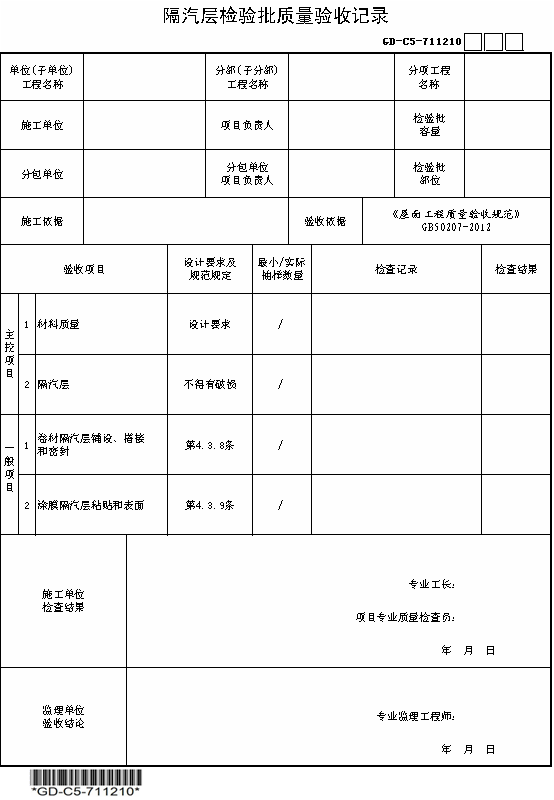 隔汽层检验批质量验收记录
GD-C5-711210
单位(子单位)
工程名称
分部(子分部)
工程名称
分项工程
名称
施工单位
项目负责人
检验批
容量
分包单位
分包单位
项目负责人
检验批
部位
施工依据
验收依据
《屋面工程质量验收规范》
GB50207-2012
验收项目
设计要求及
规范规定
最小/实际
抽样数量
检查记录
检查结果
主控项目
1 材料质量 设计要求 /
2 隔汽层 不得有破损 /
一般项目
1 卷材隔汽层铺设、搭接
和密封
第4.3.8条 /
2 涂膜隔汽层粘贴和表面 第4.3.9条 /
施工单位
检查结果
专业工长:
项目专业质量检查员:
年 月 日
监理单位
验收结论
专业监理工程师:
年 月 日
*GD-C5-711210*